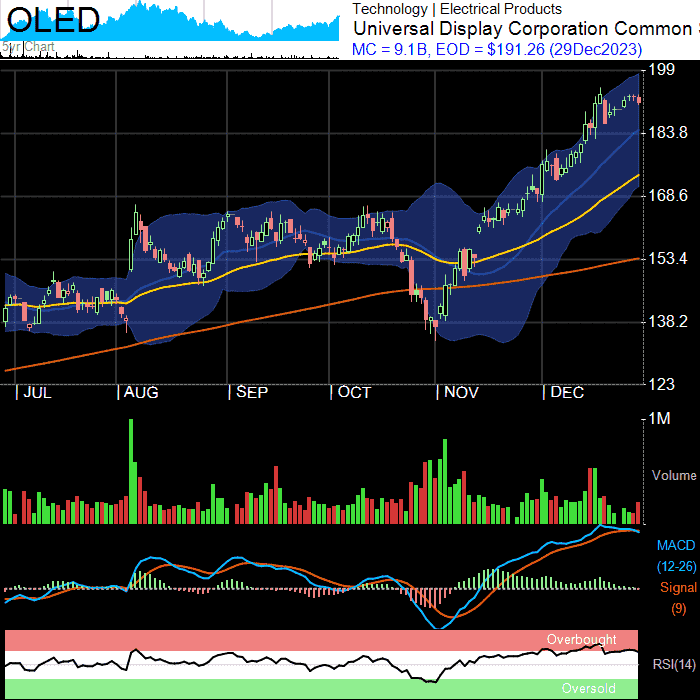 OLED
5yr Chart
Technology | Electrical Products
Universal Display Corporation Common
MC = 9.1B, EOD = $191.26 (29Dec2023)
199
183.8
168.6
153.4
138.2
123
JUL AUG SEP OCT NOV DEC
1M
Volume
MACD
(12-26)
Signal
(9)
Overbought
RSI(14)
Oversold